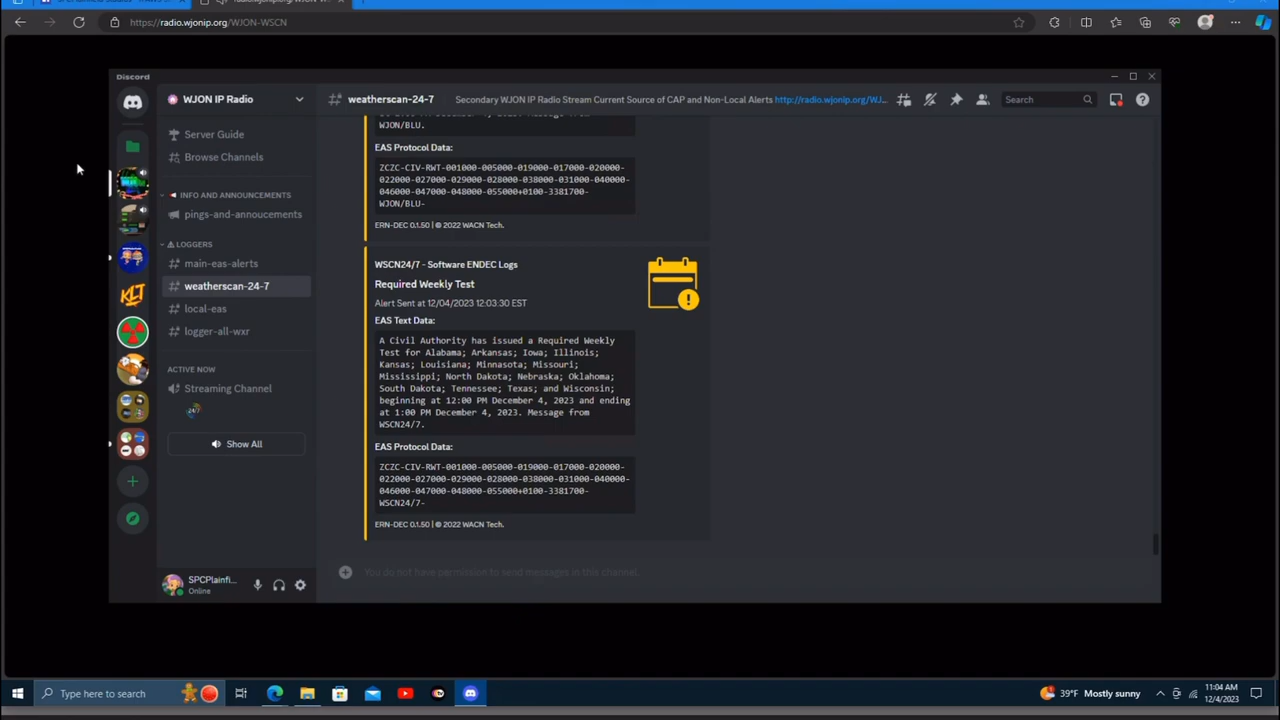 https://radio.wjonip.org/WJON-WSCN
Discord
WJON IP Radio
weatherscan-24-7
Secondary WJON IP Radio Stream Current Source of CAP and Non-Local Alerts http://radio.wjonip.org/WJ...
Search
Server Guide
Browse Channels
INFO AND ANNOUNCEMENTS
pings-and-annoucements
LOGGERS
main-eas-alerts
weatherscan-24-7
local-eas
logger-all-wxr
ACTIVE NOW
Streaming Channel
24/7
Show All
KLT
SPCPlainfi...
Online
WJON/BLU.
EAS Protocol Data:
ZCZC-CIV-RWT-001000-005000-019000-017000-020000-
022000-027000-029000-028000-038000-031000-040000-
046000-047000-048000-055000+0100-3381700-
WJON/BLU-
ERN-DEC 0.1.50 | © 2022 WACN Tech.
WSCN24/7 - Software ENDEC Logs
Required Weekly Test
Alert Sent at 12/04/2023 12:03:30 EST
EAS Text Data:
A Civil Authority has issued a Required Weekly
Test for Alabama; Arkansas; Iowa; Illinois;
Kansas; Louisiana; Minnasota; Missouri;
Mississippi; North Dakota; Nebraska; Oklahoma;
South Dakota; Tennessee; Texas; and Wisconsin;
beginning at 12:00 PM December 4, 2023 and ending
at 1:00 PM December 4, 2023. Message from
WSCN24/7.
EAS Protocol Data:
ZCZC-CIV-RWT-001000-005000-019000-017000-020000-
022000-027000-029000-028000-038000-031000-040000-
046000-047000-048000-055000+0100-3381700-
WSCN24/7-
ERN-DEC 0.1.50 | © 2022 WACN Tech.
You do not have permission to send messages in this channel.
Type here to search
39°F Mostly sunny
11:04 AM
12/4/2023